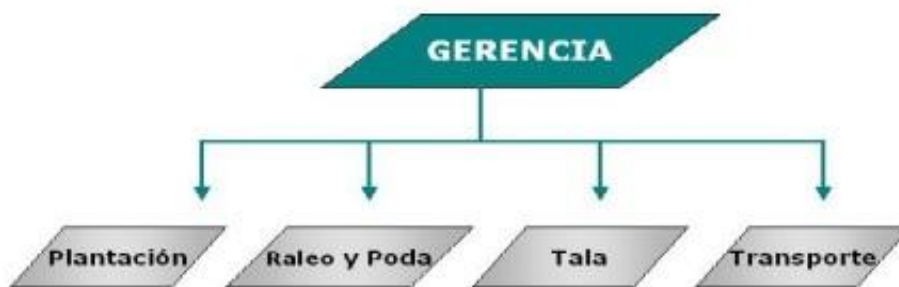 GERENCIA
Plantación
Raleo y Poda
Tala
Transporte